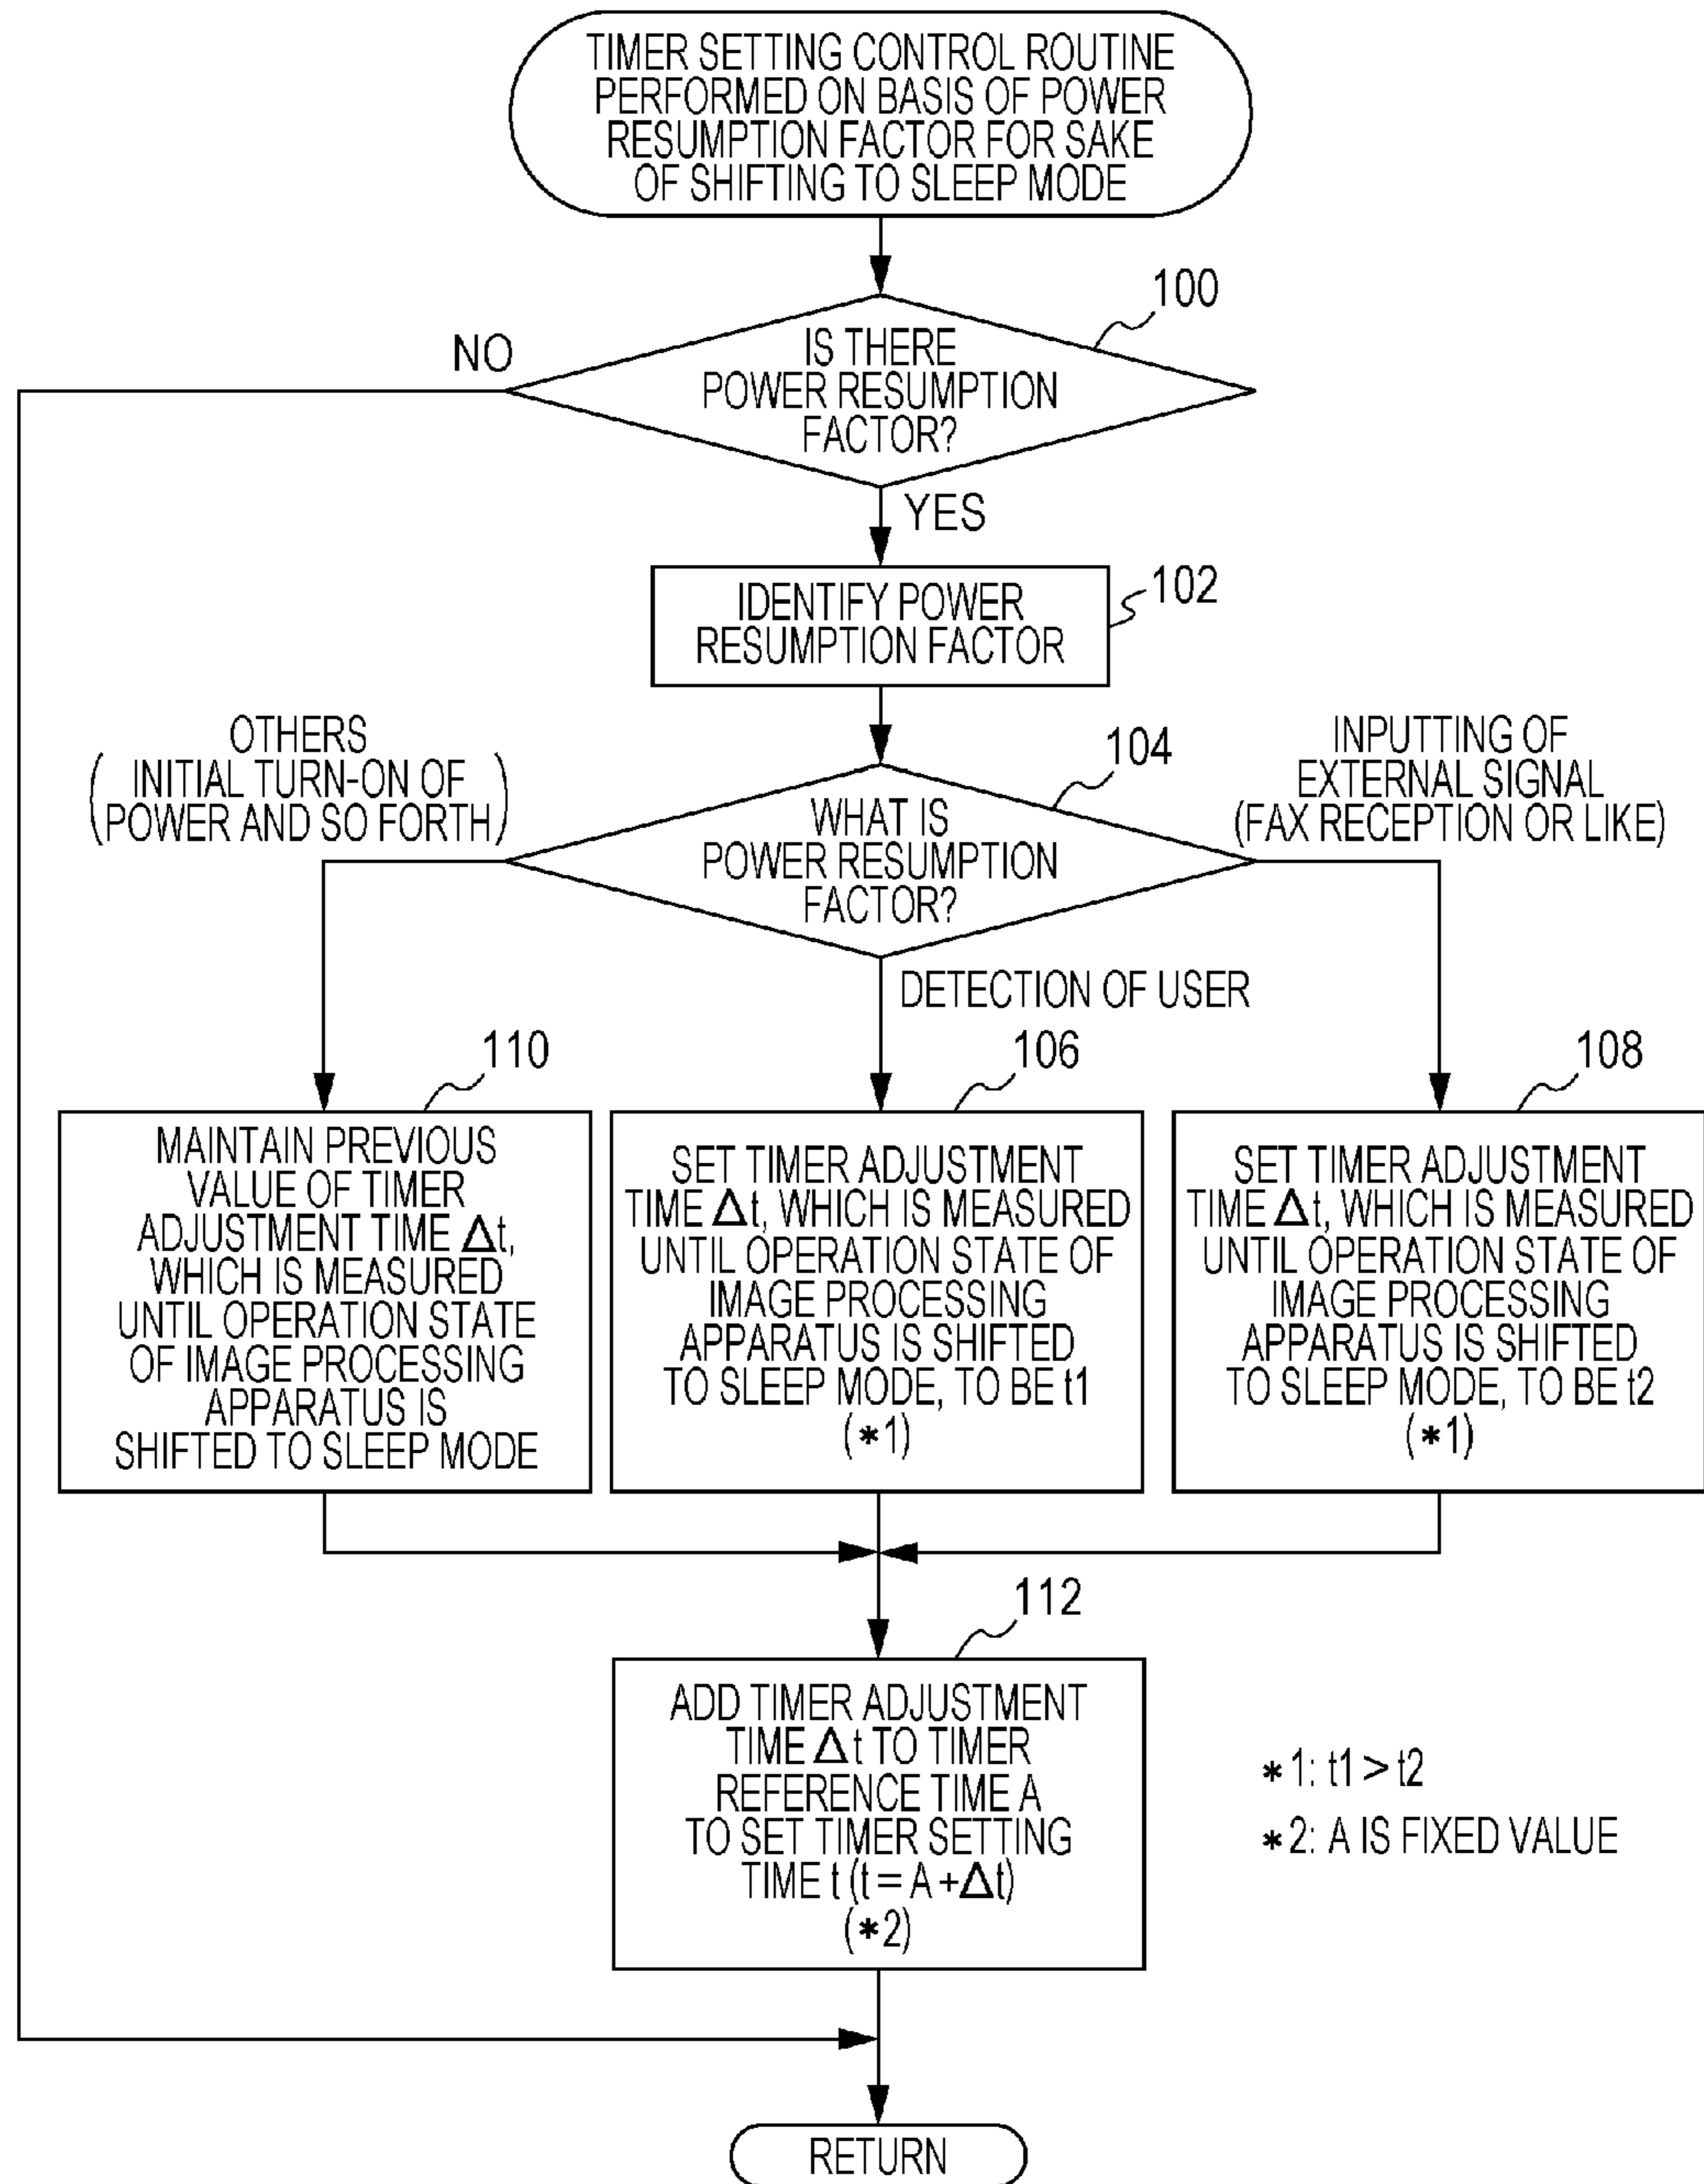 TIMER SETTING CONTROL ROUTINE
PERFORMED ON BASIS OF POWER
RESUMPTION FACTOR FOR SAKE
OF SHIFTING TO SLEEP MODE
100
NO
IS THERE
POWER RESUMPTION
FACTOR?
YES
102
IDENTIFY POWER
RESUMPTION FACTOR
OTHERS
(INITIAL TURN-ON OF
POWER AND SO FORTH)
104
INPUTTING OF
EXTERNAL SIGNAL
(FAX RECEPTION OR LIKE)
WHAT IS
POWER RESUMPTION
FACTOR?
DETECTION OF USER
110
106
108
MAINTAIN PREVIOUS
VALUE OF TIMER
ADJUSTMENT TIME Δt,
WHICH IS MEASURED
UNTIL OPERATION STATE
OF IMAGE PROCESSING
APPARATUS IS
SHIFTED TO SLEEP MODE
SET TIMER ADJUSTMENT
TIME Δt, WHICH IS MEASURED
UNTIL OPERATION STATE OF
IMAGE PROCESSING
APPARATUS IS SHIFTED
TO SLEEP MODE, TO BE t1
(*1)
SET TIMER ADJUSTMENT
TIME Δt, WHICH IS MEASURED
UNTIL OPERATION STATE OF
IMAGE PROCESSING
APPARATUS IS SHIFTED
TO SLEEP MODE, TO BE t2
(*1)
112
ADD TIMER ADJUSTMENT
TIME Δt TO TIMER
REFERENCE TIME A
TO SET TIMER SETTING
TIME t (t = A + Δt)
(*2)
*1: t1 > t2
*2: A IS FIXED VALUE
RETURN